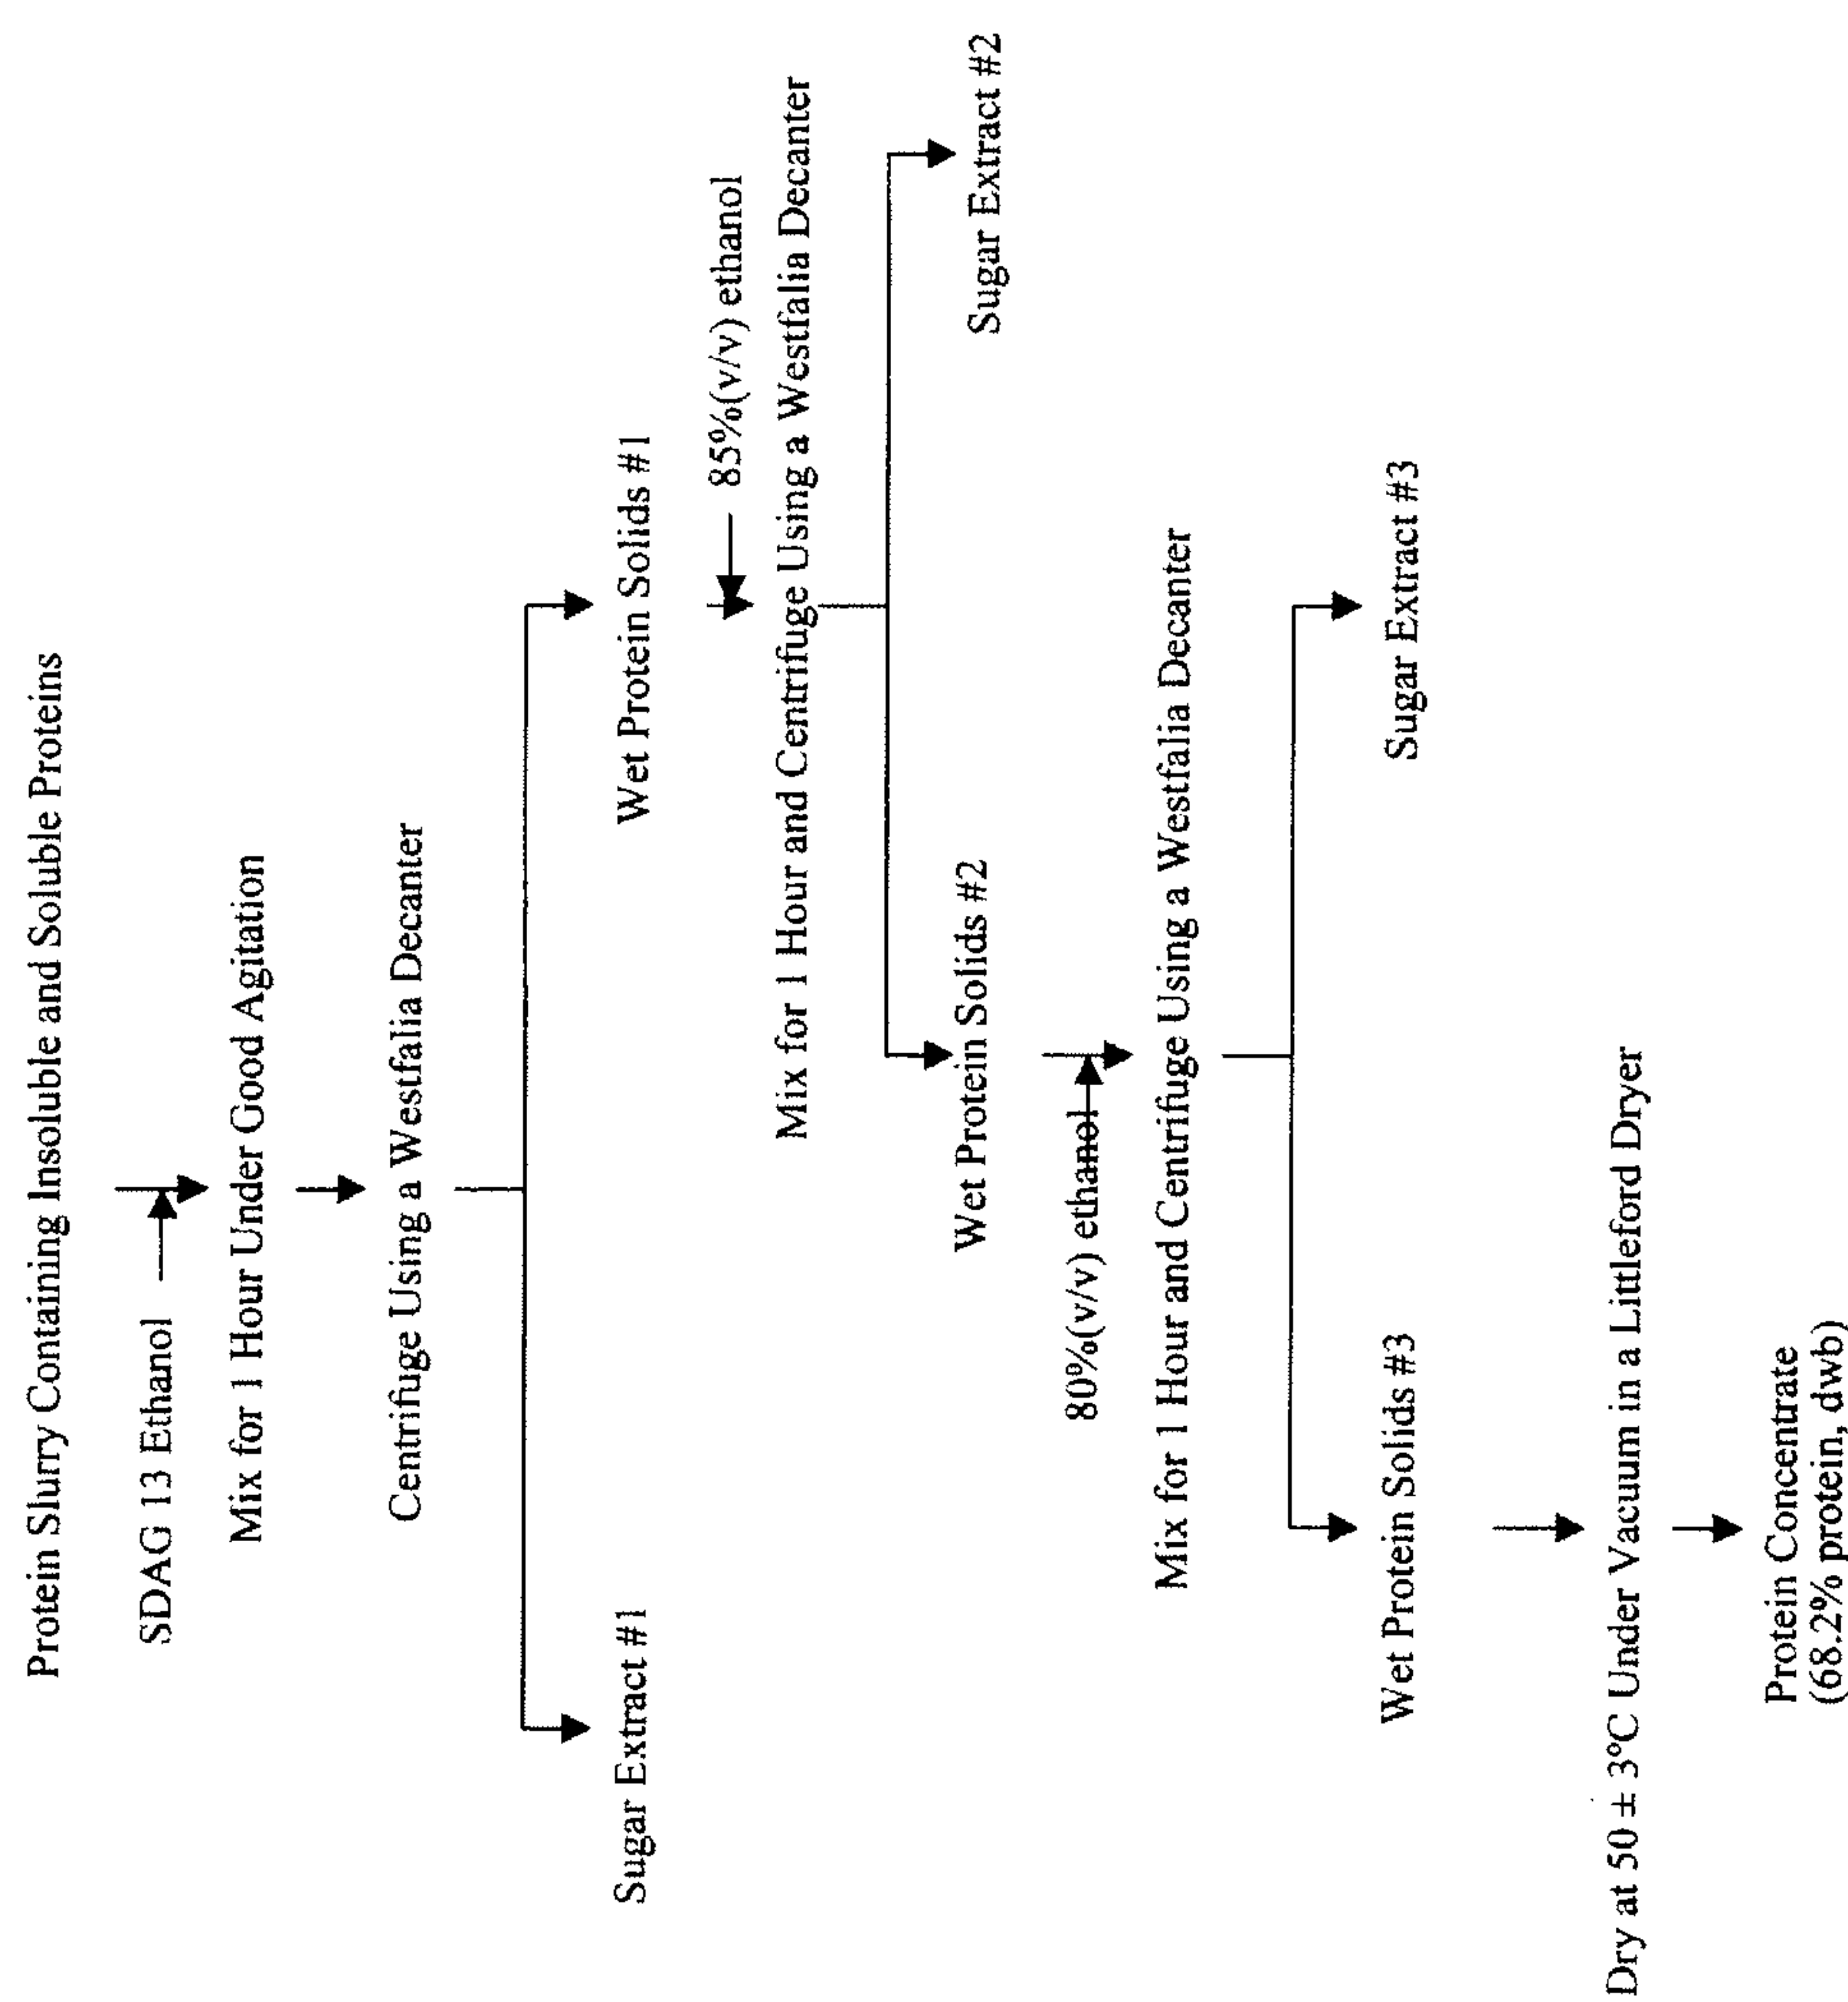 Protein Slurry Containing Insoluble and Soluble Proteins
SDAG 13 Ethanol
Mix for 1 Hour Under Good Agitation
Centrifuge Using a Westfalia Decanter
Sugar Extract #1
Wet Protein Solids #1
85%(v/v) ethanol
Mix for 1 Hour and Centrifuge Using a Westfalia Decanter
Wet Protein Solids #2
Sugar Extract #2
80%(v/v) ethanol
Mix for 1 Hour and Centrifuge Using a Westfalia Decanter
Wet Protein Solids #3
Sugar Extract #3
Dry at 50 ± 3ºC Under Vacuum in a Littleford Dryer
Protein Concentrate
(68.2% protein, dwb)